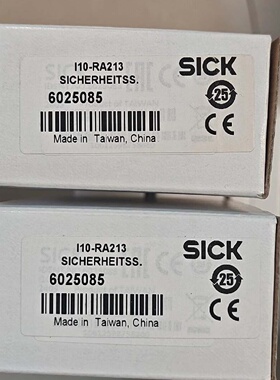 I10-RA213
SICHERHEITSS.
6025085
Made in Taiwan, China
SICK
25
CE
I10-RA213
SICHERHEITSS.
6025085
Made in Taiwan, China
SICK
25
CE